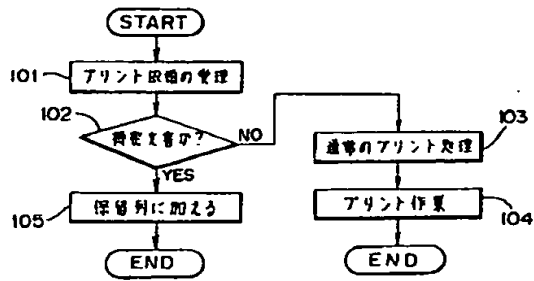 START
101
プリント依頼の受理
102
機密文書か?
NO
YES
103
通常のプリント処理
105
保留列に加える
プリント作業
104
END
END